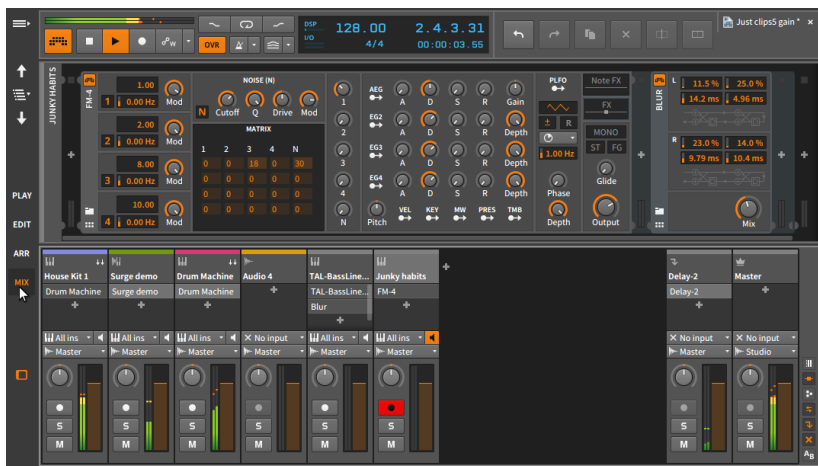 Just clips5 gain *
OVR
W
DSP
I/O
128.00
4/4
2.4.3.31
00:00:03.55
PLAY
EDIT
ARR
MIX
JUNKY HABITS
FM-4
1.00
1 0.00 Hz Mod
2.00
2 0.00 Hz Mod
8.00
3 0.00 Hz Mod
10.00
4 0.00 Hz Mod
NOISE (N)
N Cutoff Q Drive Mod
MATRIX
1 2 3 4 N
0 0 18 0 30
0 0 0 0 0
0 0 0 0 0
0 0 0 0 0
1
2
3
4
N
AEG A D S R Gain
EG2 A D S R Depth
EG3 A D S R Depth
EG4 A D S R Depth
Pitch VEL KEY MW PRES TMB
PLFO
± R
1.00 Hz
Phase
Depth
Note FX
FX
MONO
ST FG
Glide
Output
BLUR
L 11.5 % 25.0 %
14.2 ms 4.96 ms
R 23.0 % 14.0 %
9.79 ms 10.4 ms
Mix
House Kit 1 Surge demo Drum Machine Audio 4 TAL-BassLine... Junky habits Delay-2 Master
Drum Machine Surge demo Drum Machine TAL-BassLine... FM-4 Delay-2
Blur
All ins All ins All ins No input All ins All ins No input No input
Master Master Master Master Master Master Master Studio
S S S S S S S S
M M M M M M M M
AB